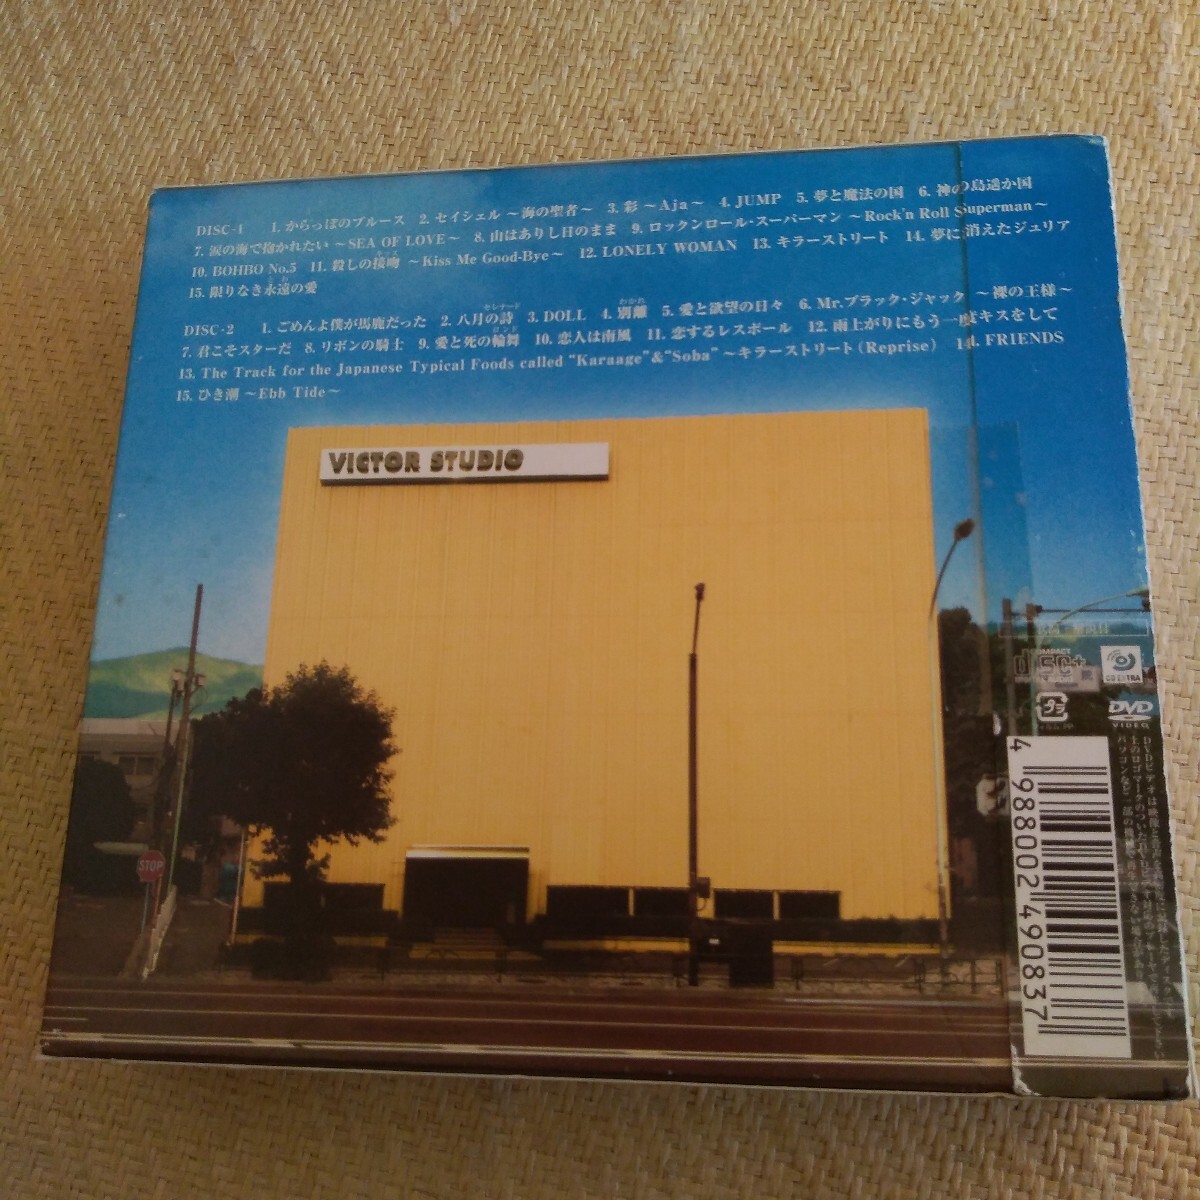 DISC-1 1. からっぽのブルース 2. セイシェル ～海の聖者～ 3. 彩 ～Aja～ 4. JUMP 5. 夢と魔法の国 6. 神の島遥か国
7. 涙の海で抱かれたい ～SEA OF LOVE～ 8. 山はありし日のまま 9. ロックンロール・スーパーマン ～Rock'n Roll Superman～
10. BOHBO No.5 11. 殺しの接吻 ～Kiss Me Good-Bye～ 12. LONELY WOMAN 13. キラーストリート 14. 夢に消えたジュリア
15. 限りなき永遠の愛
DISC-2 1. ごめんよ僕が馬鹿だった 2. 八月の詩 3. DOLL 4. 別離 5. 愛と欲望の日々 6. Mr.ブラック・ジャック ～裸の王様～
7. 君こそスターだ 8. リボンの騎士 9. 愛と死の輪舞 10. 恋人は南風 11. 恋するレスポール 12. 雨上がりにもう一度キスをして
13. The Track for the Japanese Typical Foods called "Karaage"&"Soba" ～キラーストリート(Reprise) 14. FRIENDS
15. ひき潮 ～Ebb Tide～
VICTOR STUDIO
STOP
COMPACT
disc+
CD EXTRA
プラ
DVD
VIDEO
4 988002 490837